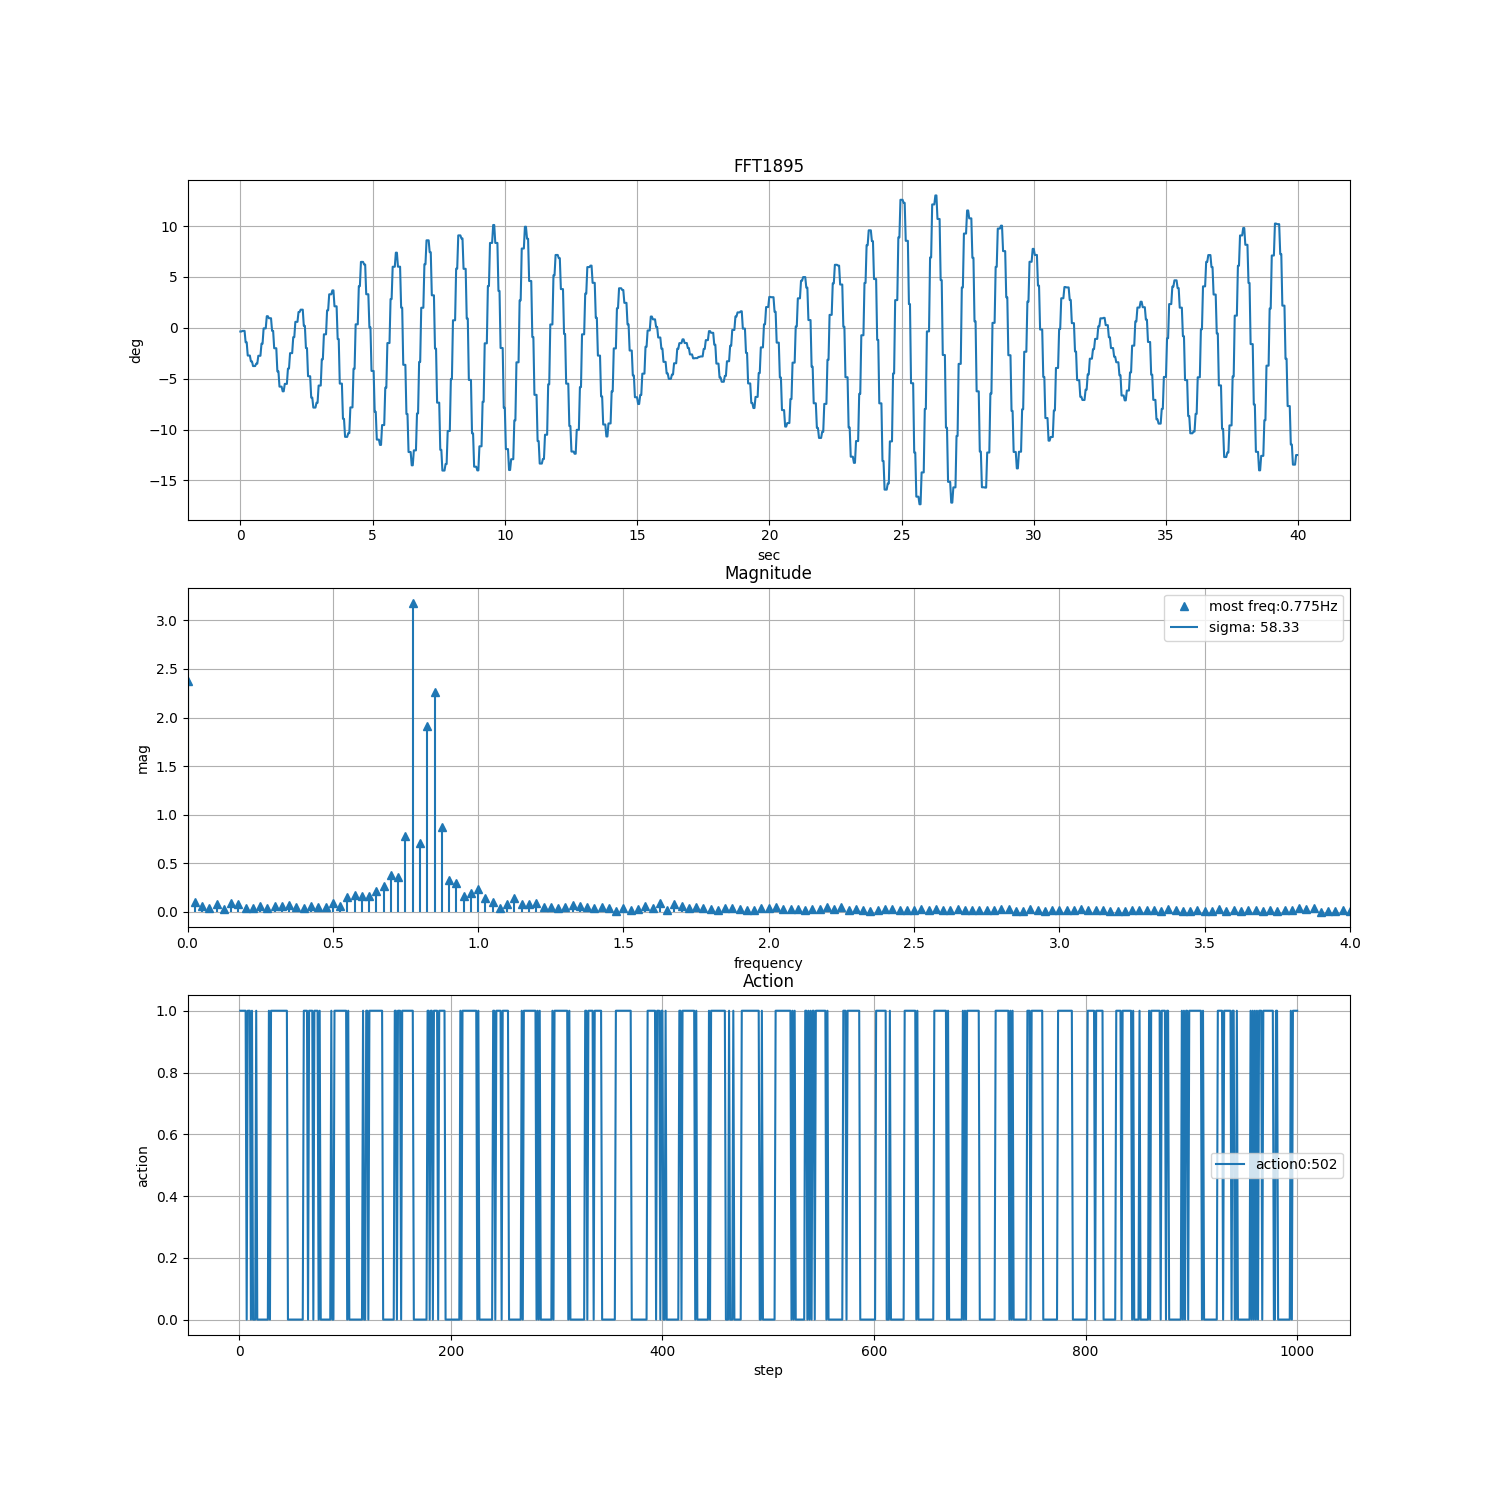 FFT1895
10
5
0
−5
−10
−15
deg
0 5 10 15 20 25 30 35 40
sec
Magnitude
most freq:0.775Hz
sigma: 58.33
3.0
2.5
2.0
1.5
1.0
0.5
0.0
mag
0.0 0.5 1.0 1.5 2.0 2.5 3.0 3.5 4.0
frequency
Action
1.0
0.8
0.6
0.4
0.2
0.0
action
action0:502
0 200 400 600 800 1000
step